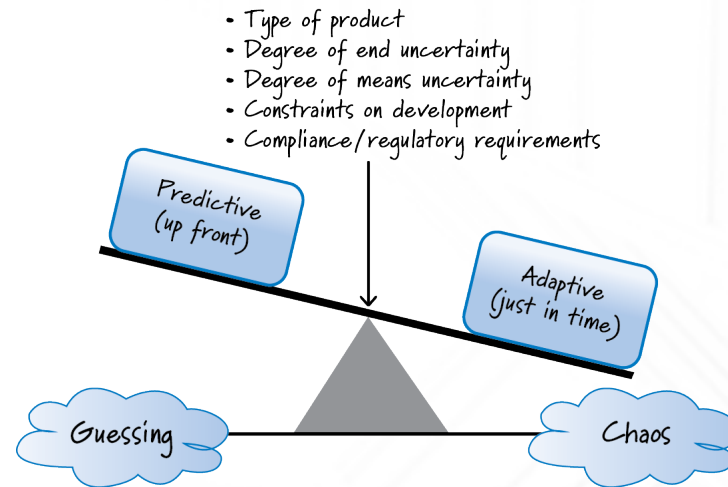 • Type of product
• Degree of end uncertainty
• Degree of means uncertainty
• Constraints on development
• Compliance/regulatory requirements
Predictive
(up front)
Adaptive
(just in time)
Guessing
Chaos